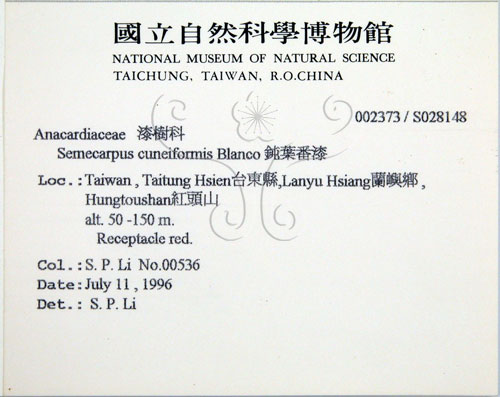 國立自然科學博物館
NATIONAL MUSEUM OF NATURAL SCIENCE
TAICHUNG, TAIWAN, R.O.CHINA
002373 / S028148
Anacardiaceae 漆樹科
Semecarpus cuneiformis Blanco 鈍葉番漆
Loc.: Taiwan , Taitung Hsien台東縣,Lanyu Hsiang蘭嶼鄉 ,
Hungtoushan紅頭山
alt. 50 -150 m.
Receptacle red.
Col.: S. P. Li No.00536
Date: July 11 , 1996
Det.: S. P. Li